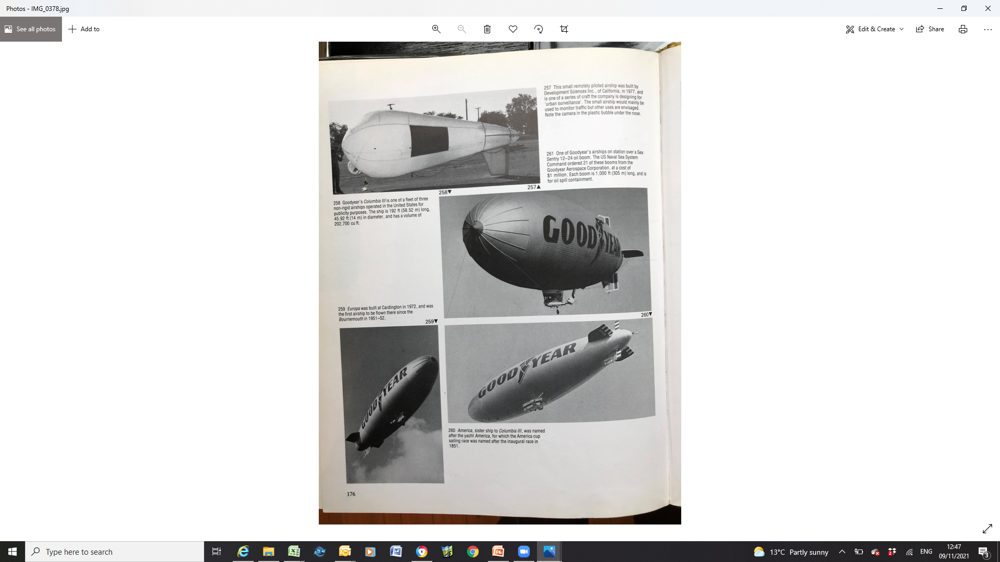 Photos - IMG_0378.jpg
See all photos
Add to
Edit & Create
Share
257 This small remotely piloted airship was built by
Development Sciences Inc., of California, in 1977, and
is one of a series of craft the company is designing for
'urban surveillance'. The small airship would mainly be
used to monitor traffic but other uses are envisaged.
Note the camera in the plastic bubble under the nose.
261 One of Goodyear's airships on station over a Sea
Sentry 12–24 oil boom. The US Naval Sea System
Command ordered 21 of these booms from the
Goodyear Aerospace Corporation, at a cost of
$1 million. Each boom is 1,000 ft (305 m) long, and is
for oil spill containment.
257▲
258▼
258 Goodyear's Columbia III is one of a fleet of three
non-rigid airships operated in the United States for
publicity purposes. The ship is 192 ft (58.52 m) long,
45.92 ft (14 m) in diameter, and has a volume of
202,700 cu ft.
GOOD YEAR
259 Europa was built at Cardington in 1972, and was
the first airship to be flown there since the
Bournemouth in 1951–52.
259▼
260▼
GOOD YEAR
GOOD YEAR
260 America, sister ship to Columbia III, was named
after the yacht America, for which the America cup
sailing race was named after the inaugural race in
1851.
176
Type here to search
13°C Partly sunny
ENG
12:47
09/11/2021
3